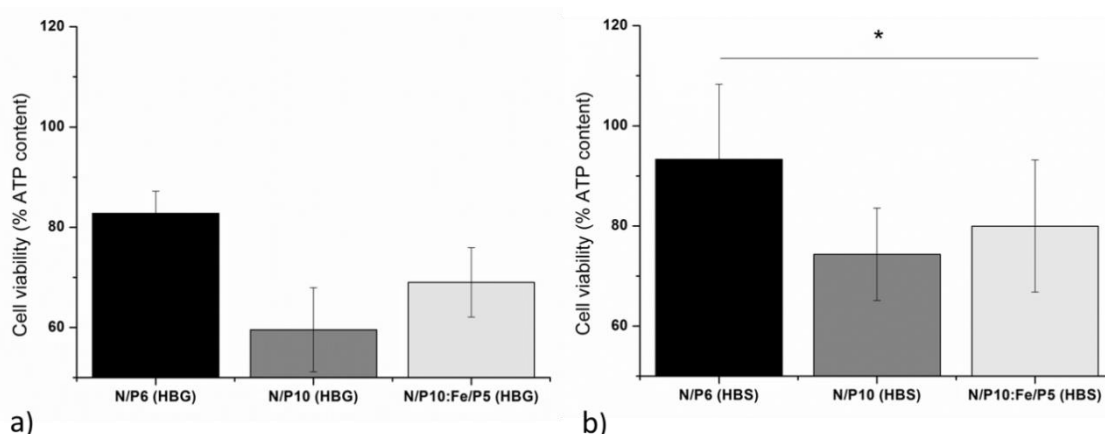 Cell viability (% ATP content)
120
100
80
60
N/P6 (HBG)
N/P10 (HBG)
N/P10:Fe/P5 (HBG)
a)
Cell viability (% ATP content)
120
100
80
60
*
N/P6 (HBS)
N/P10 (HBS)
N/P10:Fe/P5 (HBS)
b)